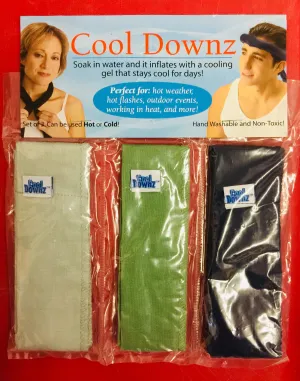 Cool Downz
Soak in water and it inflates with a cooling
gel that stays cool for days!
Perfect for: hot weather,
hot flashes, outdoor events,
working in heat, and more!
Set of 3 Can be used Hot or Cold!
Hand Washable and Non-Toxic!
Cool
Downz
Cool
Downz
Cool
Downz